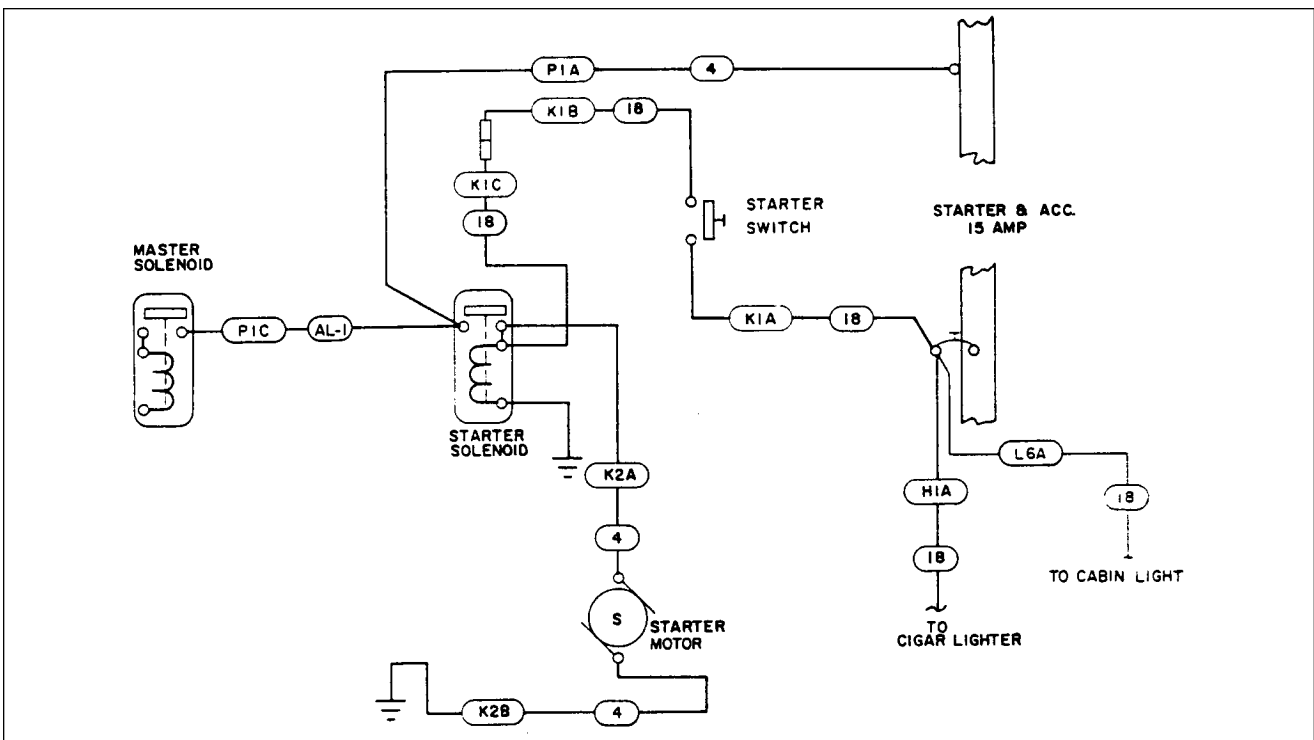 P1A 4
K1B 18
K1C
18
STARTER
SWITCH
STARTER & ACC.
15 AMP
MASTER
SOLENOID
P1C AL-1
K1A 18
STARTER
SOLENOID
K2A
4
L6A
H1A
18
18
TO CABIN LIGHT
S
STARTER
MOTOR
TO
CIGAR LIGHTER
K2B 4